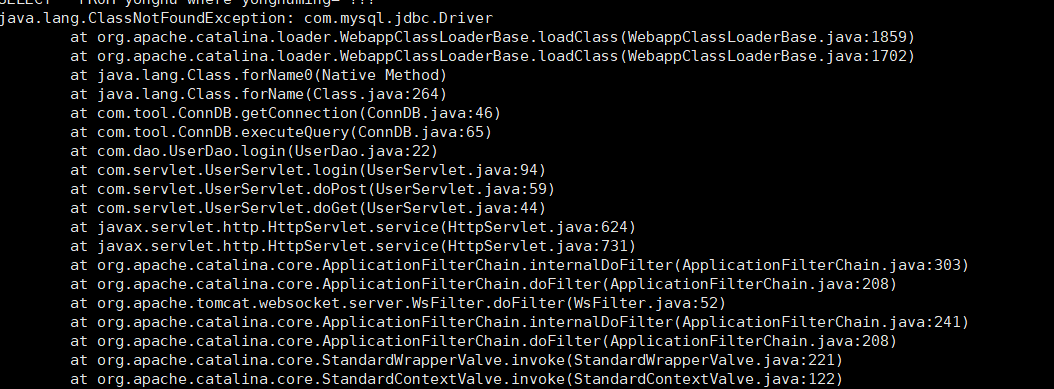 SELECT * FROM yonghu where yonghuming='???'
java.lang.ClassNotFoundException: com.mysql.jdbc.Driver
at org.apache.catalina.loader.WebappClassLoaderBase.loadClass(WebappClassLoaderBase.java:1859)
at org.apache.catalina.loader.WebappClassLoaderBase.loadClass(WebappClassLoaderBase.java:1702)
at java.lang.Class.forName0(Native Method)
at java.lang.Class.forName(Class.java:264)
at com.tool.ConnDB.getConnection(ConnDB.java:46)
at com.tool.ConnDB.executeQuery(ConnDB.java:65)
at com.dao.UserDao.login(UserDao.java:22)
at com.servlet.UserServlet.login(UserServlet.java:94)
at com.servlet.UserServlet.doPost(UserServlet.java:59)
at com.servlet.UserServlet.doGet(UserServlet.java:44)
at javax.servlet.http.HttpServlet.service(HttpServlet.java:624)
at javax.servlet.http.HttpServlet.service(HttpServlet.java:731)
at org.apache.catalina.core.ApplicationFilterChain.internalDoFilter(ApplicationFilterChain.java:303)
at org.apache.catalina.core.ApplicationFilterChain.doFilter(ApplicationFilterChain.java:208)
at org.apache.tomcat.websocket.server.WsFilter.doFilter(WsFilter.java:52)
at org.apache.catalina.core.ApplicationFilterChain.internalDoFilter(ApplicationFilterChain.java:241)
at org.apache.catalina.core.ApplicationFilterChain.doFilter(ApplicationFilterChain.java:208)
at org.apache.catalina.core.StandardWrapperValve.invoke(StandardWrapperValve.java:221)
at org.apache.catalina.core.StandardContextValve.invoke(StandardContextValve.java:122)